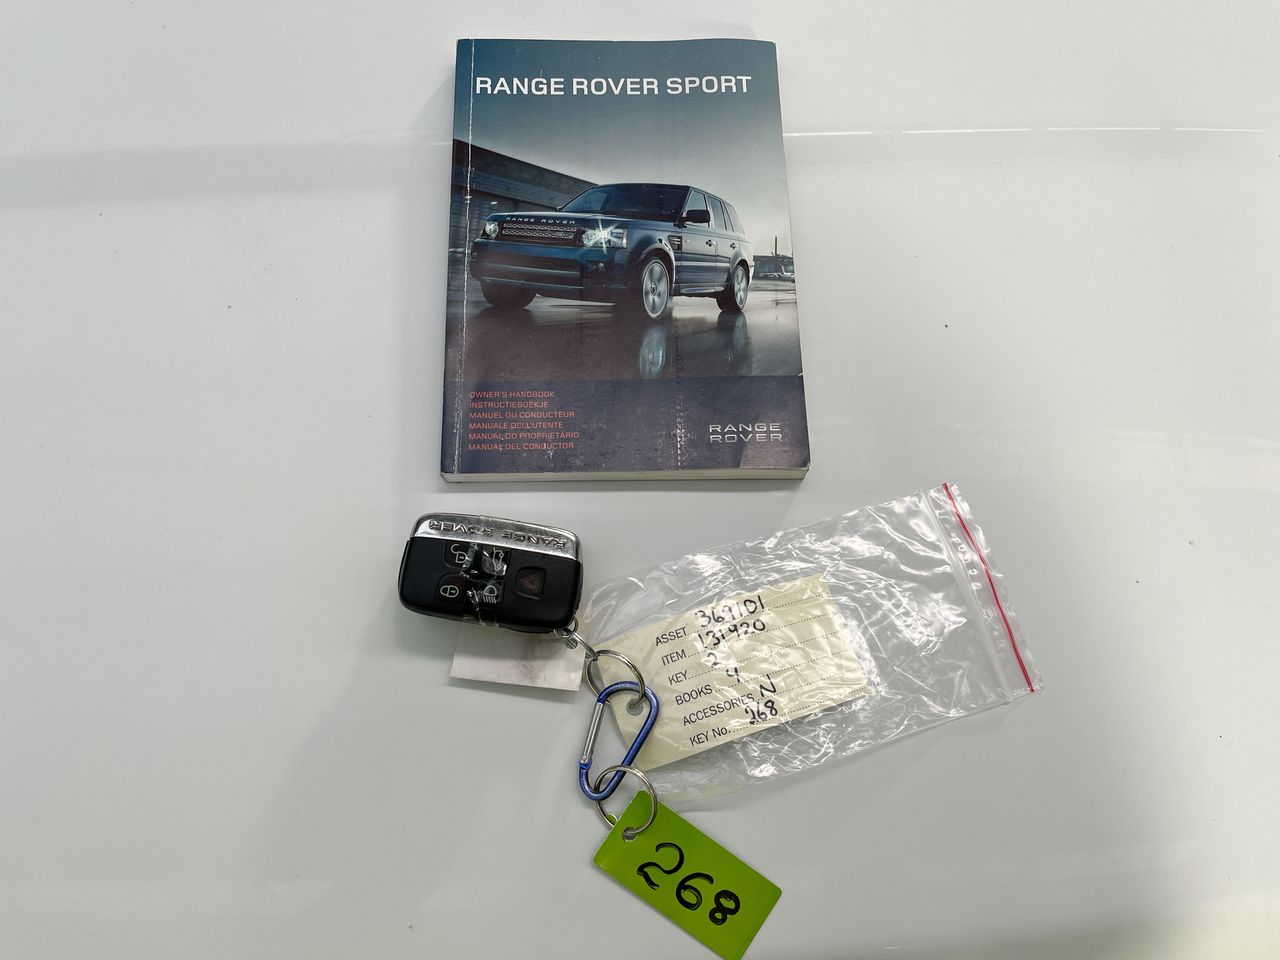 RANGE ROVER SPORT
RANGE ROVER
OWNER'S HANDBOOK
INSTRUCTIEBOEKJE
MANUEL DU CONDUCTEUR
MANUALE DELL'UTENTE
MANUAL DO PROPRIETÁRIO
MANUAL DEL CONDUCTOR
RANGE
ROVER
RANGE ROVER
ASSET 369101
ITEM 131920
KEY 2
BOOKS 4
ACCESSORIES N
KEY No. 268
268